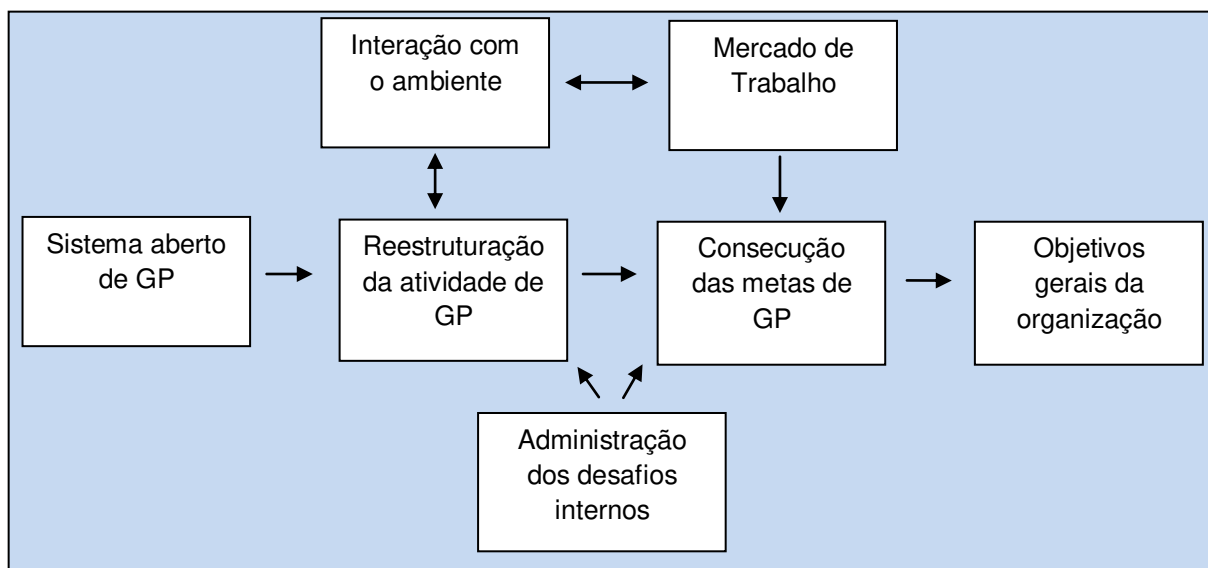 Interação com
o ambiente
Mercado de
Trabalho
Sistema aberto
de GP
Reestruturação
da atividade de
GP
Consecução
das metas de
GP
Objetivos
gerais da
organização
Administração
dos desafios
internos